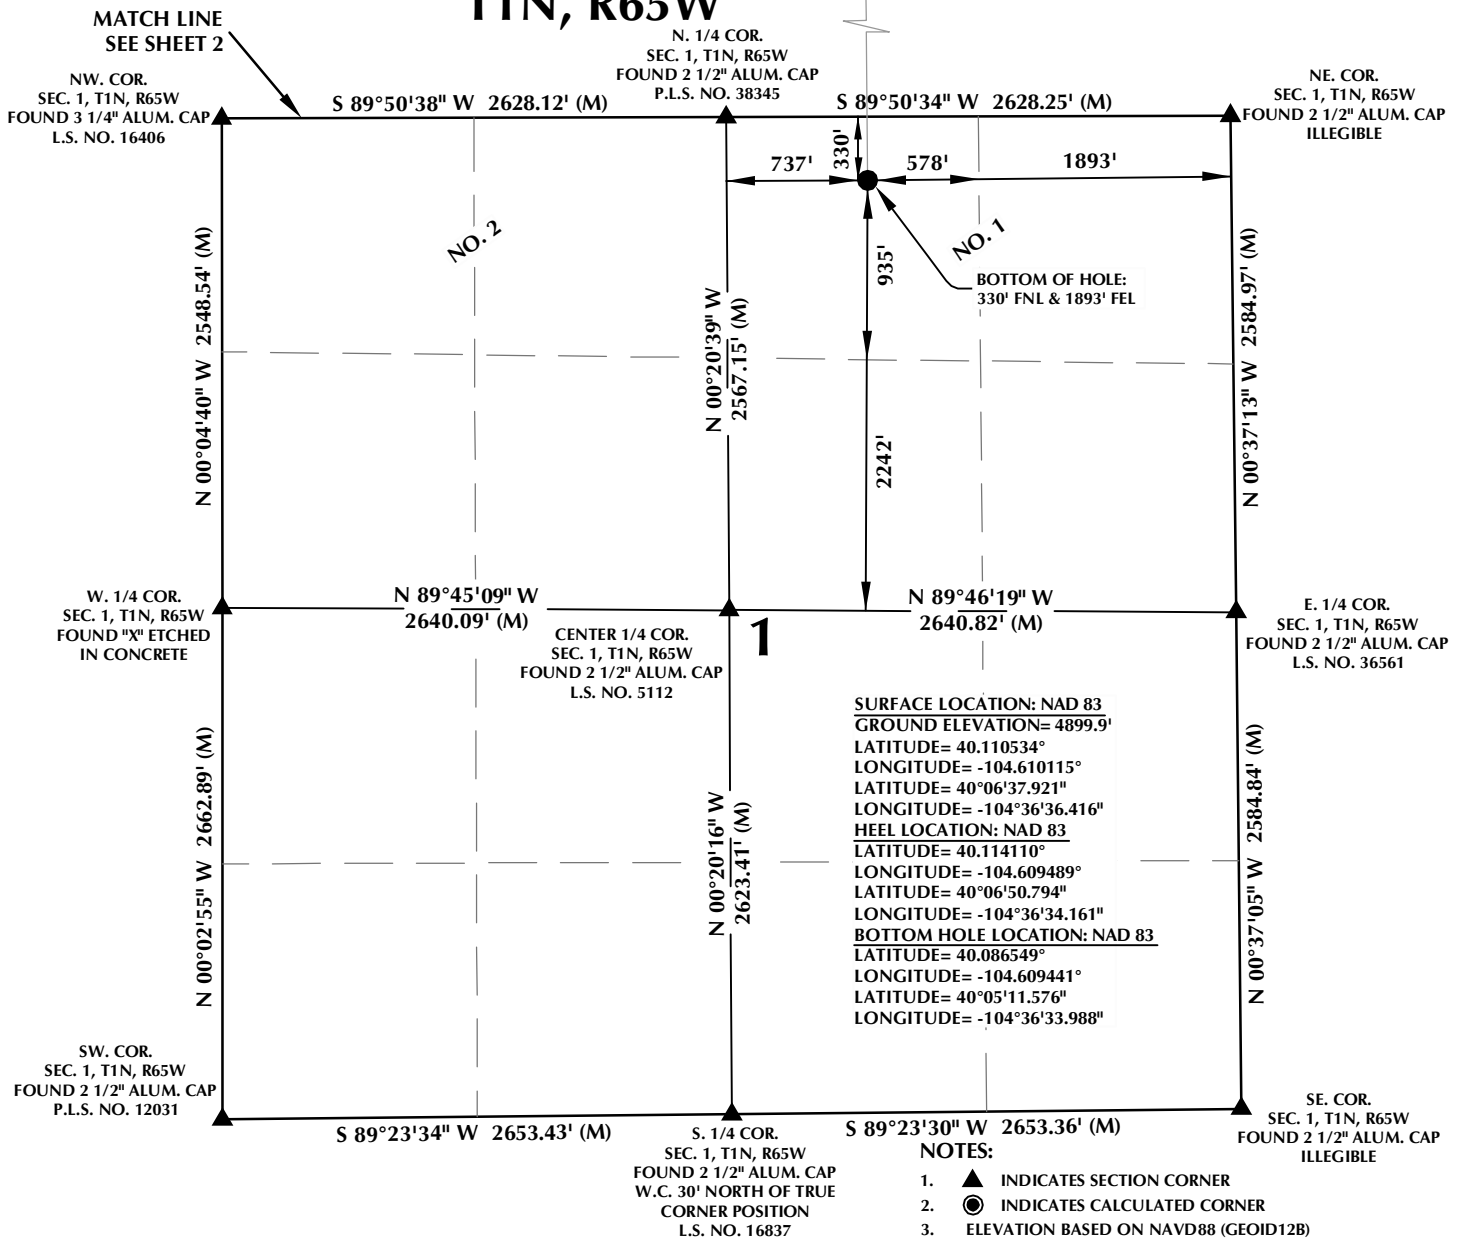 T1N, R65W
MATCH LINE
SEE SHEET 2
NW. COR.
SEC. 1, T1N, R65W
FOUND 3 1/4" ALUM. CAP
L.S. NO. 16406
S 89°50'38" W 2628.12' (M)
N. 1/4 COR.
SEC. 1, T1N, R65W
FOUND 2 1/2" ALUM. CAP
P.L.S. NO. 38345
S 89°50'34" W 2628.25' (M)
NE. COR.
SEC. 1, T1N, R65W
FOUND 2 1/2" ALUM. CAP
ILLEGIBLE
737'
330'
578'
1893'
NO. 2
NO. 1
935'
BOTTOM OF HOLE:
330' FNL & 1893' FEL
N 00°04'40" W 2548.54' (M)
N 00°20'39" W
2567.15' (M)
2242'
N 00°37'13" W 2584.97' (M)
W. 1/4 COR.
SEC. 1, T1N, R65W
FOUND "X" ETCHED
IN CONCRETE
N 89°45'09" W
2640.09' (M)
CENTER 1/4 COR.
SEC. 1, T1N, R65W
FOUND 2 1/2" ALUM. CAP
L.S. NO. 5112
1
N 89°46'19" W
2640.82' (M)
E. 1/4 COR.
SEC. 1, T1N, R65W
FOUND 2 1/2" ALUM. CAP
L.S. NO. 36561
N 00°02'55" W 2662.89' (M)
N 00°20'16" W
2623.41' (M)
SURFACE LOCATION: NAD 83
GROUND ELEVATION= 4899.9'
LATITUDE= 40.110534°
LONGITUDE= -104.610115°
LATITUDE= 40°06'37.921"
LONGITUDE= -104°36'36.416"
HEEL LOCATION: NAD 83
LATITUDE= 40.114110°
LONGITUDE= -104.609489°
LATITUDE= 40°06'50.794"
LONGITUDE= -104°36'34.161"
BOTTOM HOLE LOCATION: NAD 83
LATITUDE= 40.086549°
LONGITUDE= -104.609441°
LATITUDE= 40°05'11.576"
LONGITUDE= -104°36'33.988"
N 00°37'05" W 2584.84' (M)
SW. COR.
SEC. 1, T1N, R65W
FOUND 2 1/2" ALUM. CAP
P.L.S. NO. 12031
S 89°23'34" W 2653.43' (M)
S. 1/4 COR.
SEC. 1, T1N, R65W
FOUND 2 1/2" ALUM. CAP
W.C. 30' NORTH OF TRUE
CORNER POSITION
L.S. NO. 16837
S 89°23'30" W 2653.36' (M)
SE. COR.
SEC. 1, T1N, R65W
FOUND 2 1/2" ALUM. CAP
ILLEGIBLE
NOTES:
1. INDICATES SECTION CORNER
2. INDICATES CALCULATED CORNER
3. ELEVATION BASED ON NAVD88 (GEOID12B)